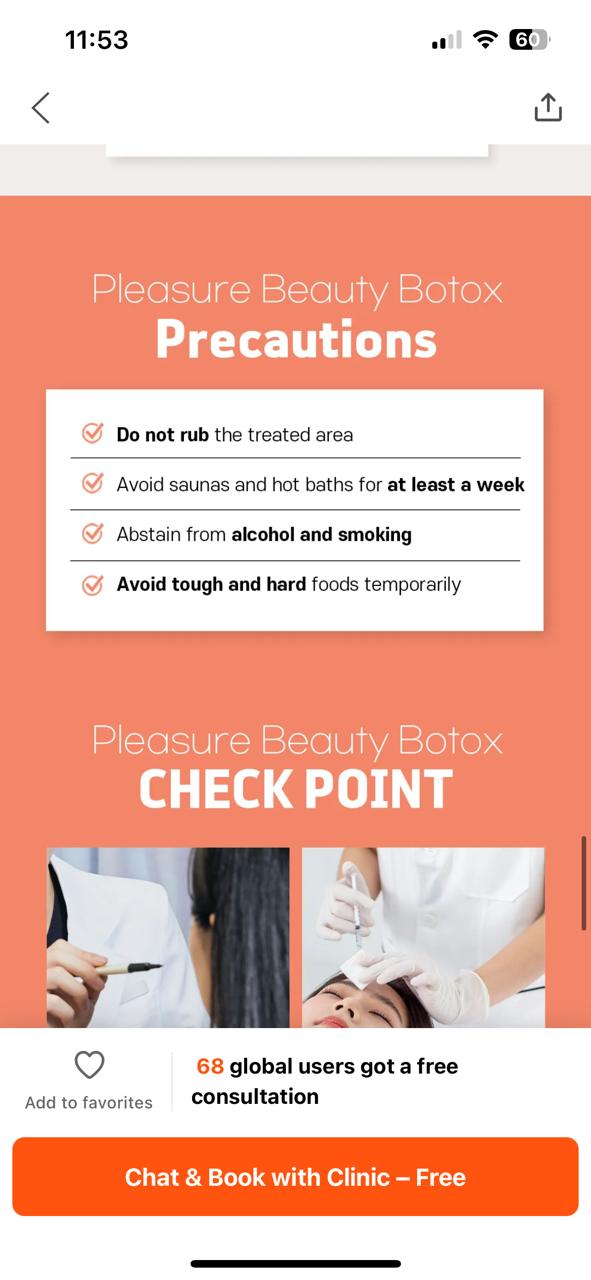 11:53
60
Pleasure Beauty Botox
Precautions
Do not rub the treated area
Avoid saunas and hot baths for at least a week
Abstain from alcohol and smoking
Avoid tough and hard foods temporarily
Pleasure Beauty Botox
CHECK POINT
68 global users got a free
consultation
Add to favorites
Chat & Book with Clinic – Free